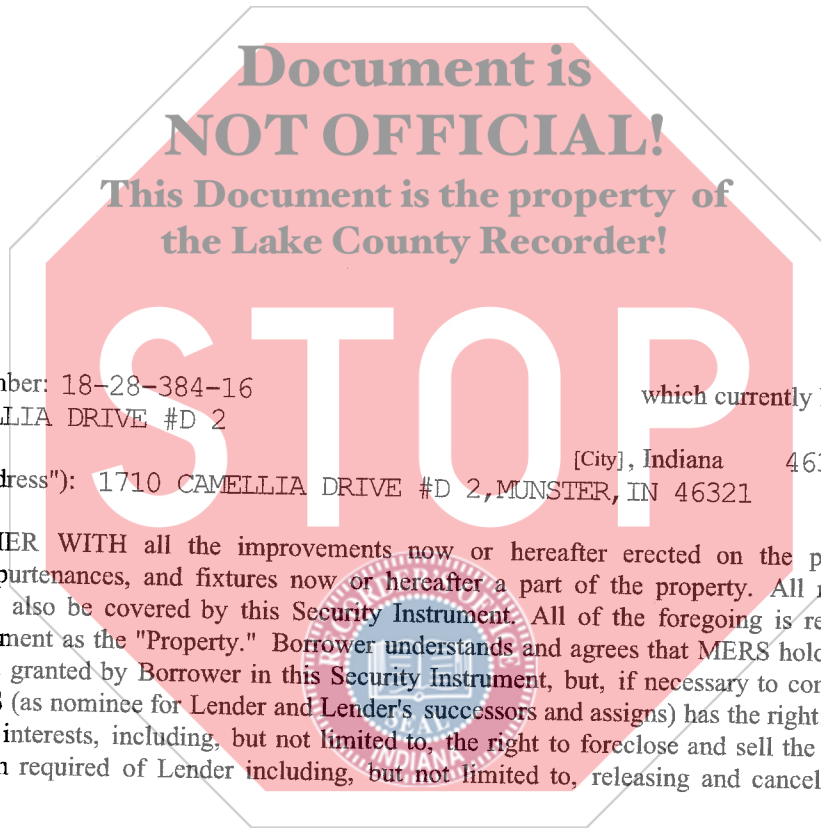 Document is
NOT OFFICIAL!
This Document is the property of
the Lake County Recorder!
STOP
nber: 18-28-384-16 which currently
LLIA DRIVE #D 2
[City], Indiana 463
dress"): 1710 CAMELLIA DRIVE #D 2,MUNSTER, IN 46321
IER WITH all the improvements now or hereafter erected on the p
purtenances, and fixtures now or hereafter a part of the property. All r
also be covered by this Security Instrument. All of the foregoing is re
ment as the "Property." Borrower understands and agrees that MERS hold
granted by Borrower in this Security Instrument, but, if necessary to con
S (as nominee for Lender and Lender's successors and assigns) has the right
interests, including, but not limited to, the right to foreclose and sell the
n required of Lender including, but not limited to, releasing and cancel
SEAL
INDIANA